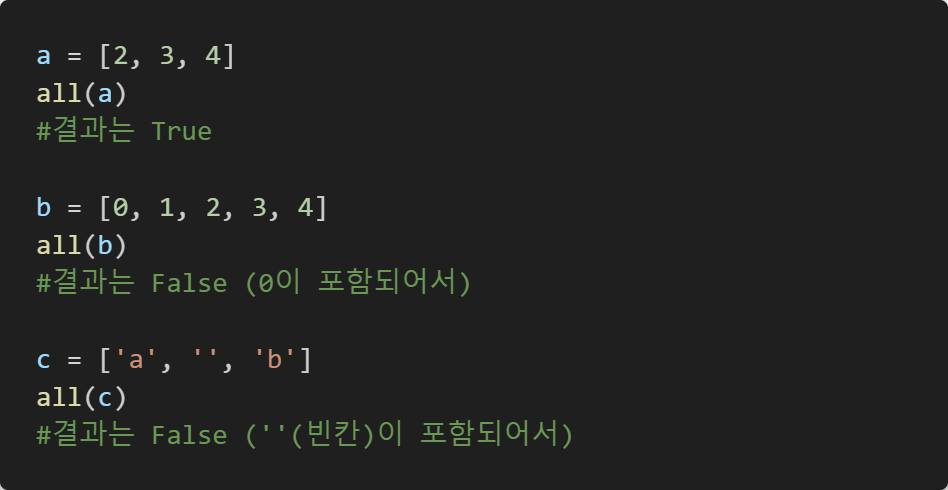 a = [2, 3, 4]
all(a)
#결과는 True
b = [0, 1, 2, 3, 4]
all(b)
#결과는 False (0이 포함되어서)
c = ['a', '', 'b']
all(c)
#결과는 False (''(빈칸)이 포함되어서)